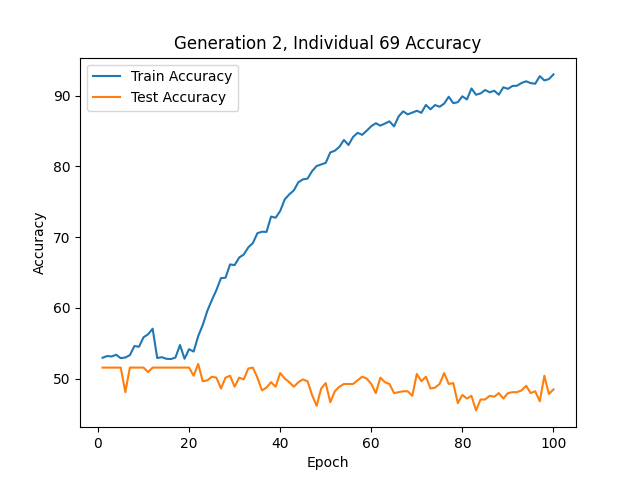 Generation 2, Individual 69 Accuracy
Train Accuracy
Test Accuracy
Accuracy
90
80
70
60
50
0 20 40 60 80 100
Epoch